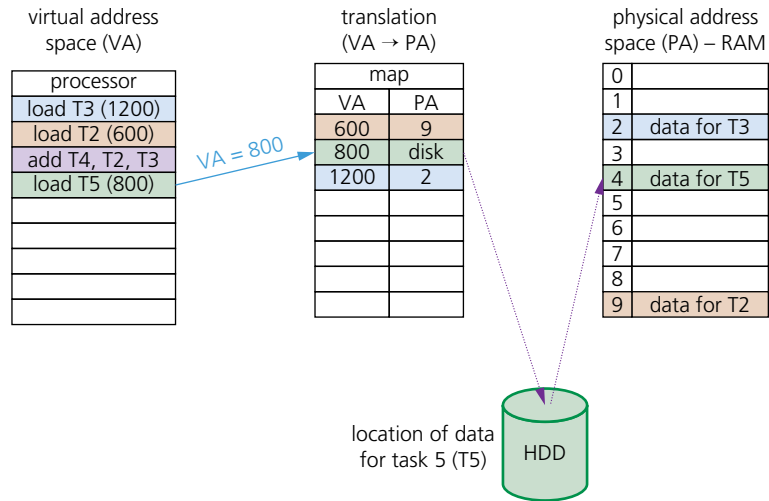 virtual address
space (VA)
translation
(VA → PA)
physical address
space (PA) – RAM
processor
load T3 (1200)
load T2 (600)
add T4, T2, T3
load T5 (800)
VA = 800
map
VA PA
600 9
800 disk
1200 2
0
1
2 data for T3
3
4 data for T5
5
6
7
8
9 data for T2
location of data
for task 5 (T5)
HDD